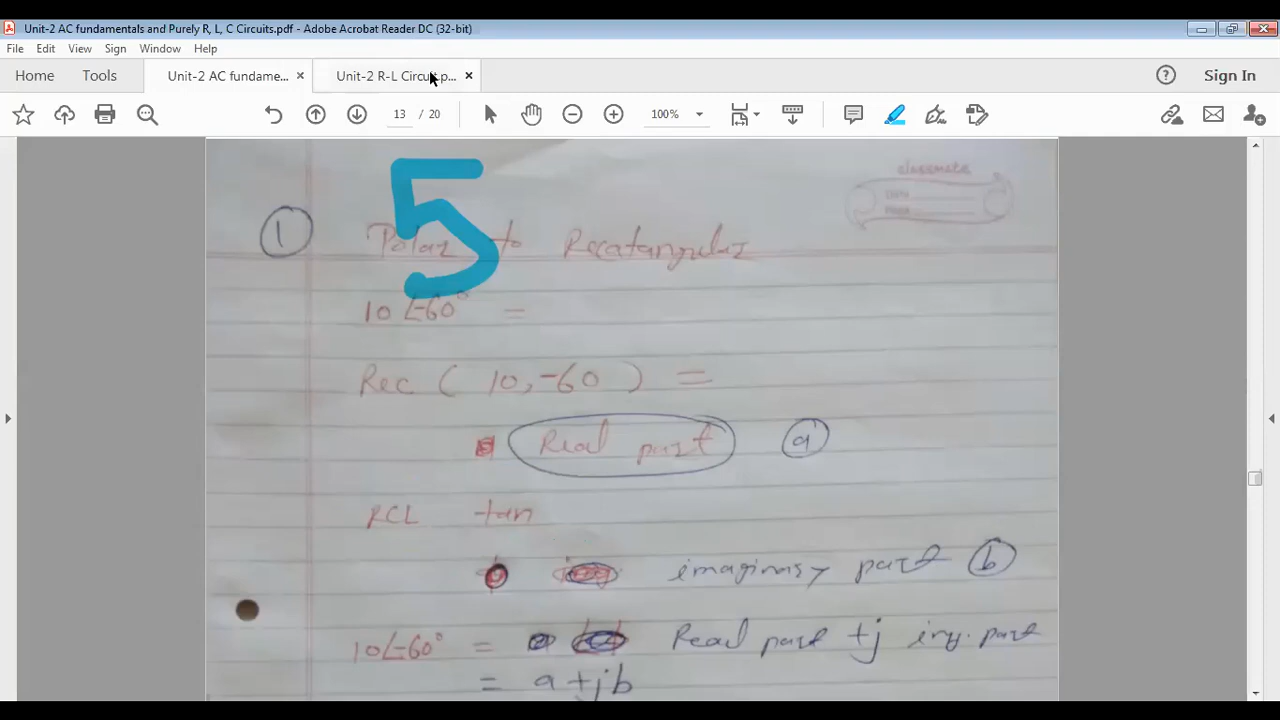 Unit-2 AC fundamentals and Purely R, L, C Circuits.pdf - Adobe Acrobat Reader DC (32-bit)
File Edit View Sign Window Help
Home Tools Unit-2 AC fundame... Unit-2 R-L Circuit.p... Sign In
13 / 20 100%
classmate
5
1 Polar to Recatangular
10∠-60° =
Rec ( 10,-60 ) =
Real part a
RCL tan
imaginary part b
10∠-60° = Real part +j img. part
= a+jb